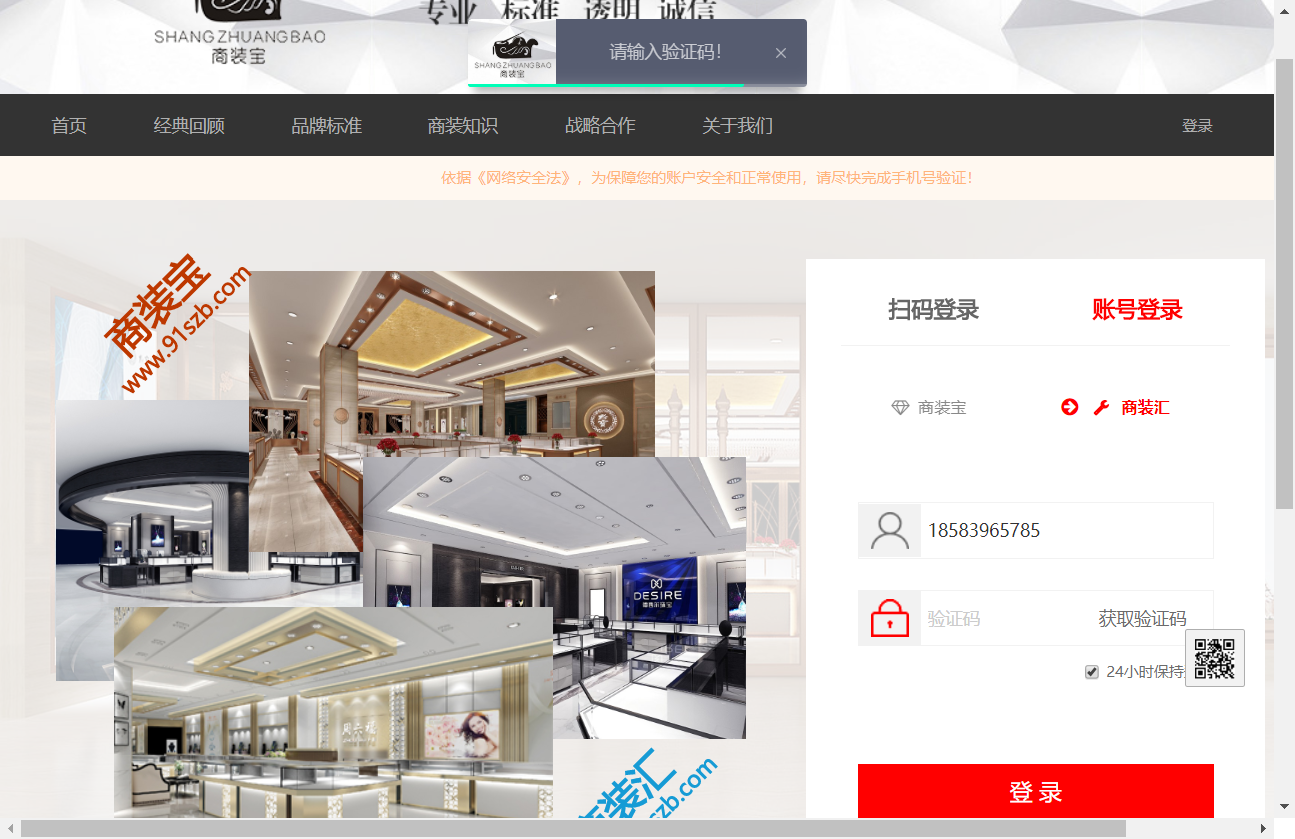 专业 标准 透明 诚信
SHANGZHUANGBAO
商装宝
SHANGZHUANGBAO
商装宝
请输入验证码！
×
首页 经典回顾 品牌标准 商装知识 战略合作 关于我们 登录
依据《网络安全法》，为保障您的账户安全和正常使用，请尽快完成手机号验证！
商装宝
www.91szb.com
扫码登录 账号登录
商装宝 商装汇
18583965785
验证码 获取验证码
24小时保持
登 录
DESIRE
周六福
商装汇
szb.com